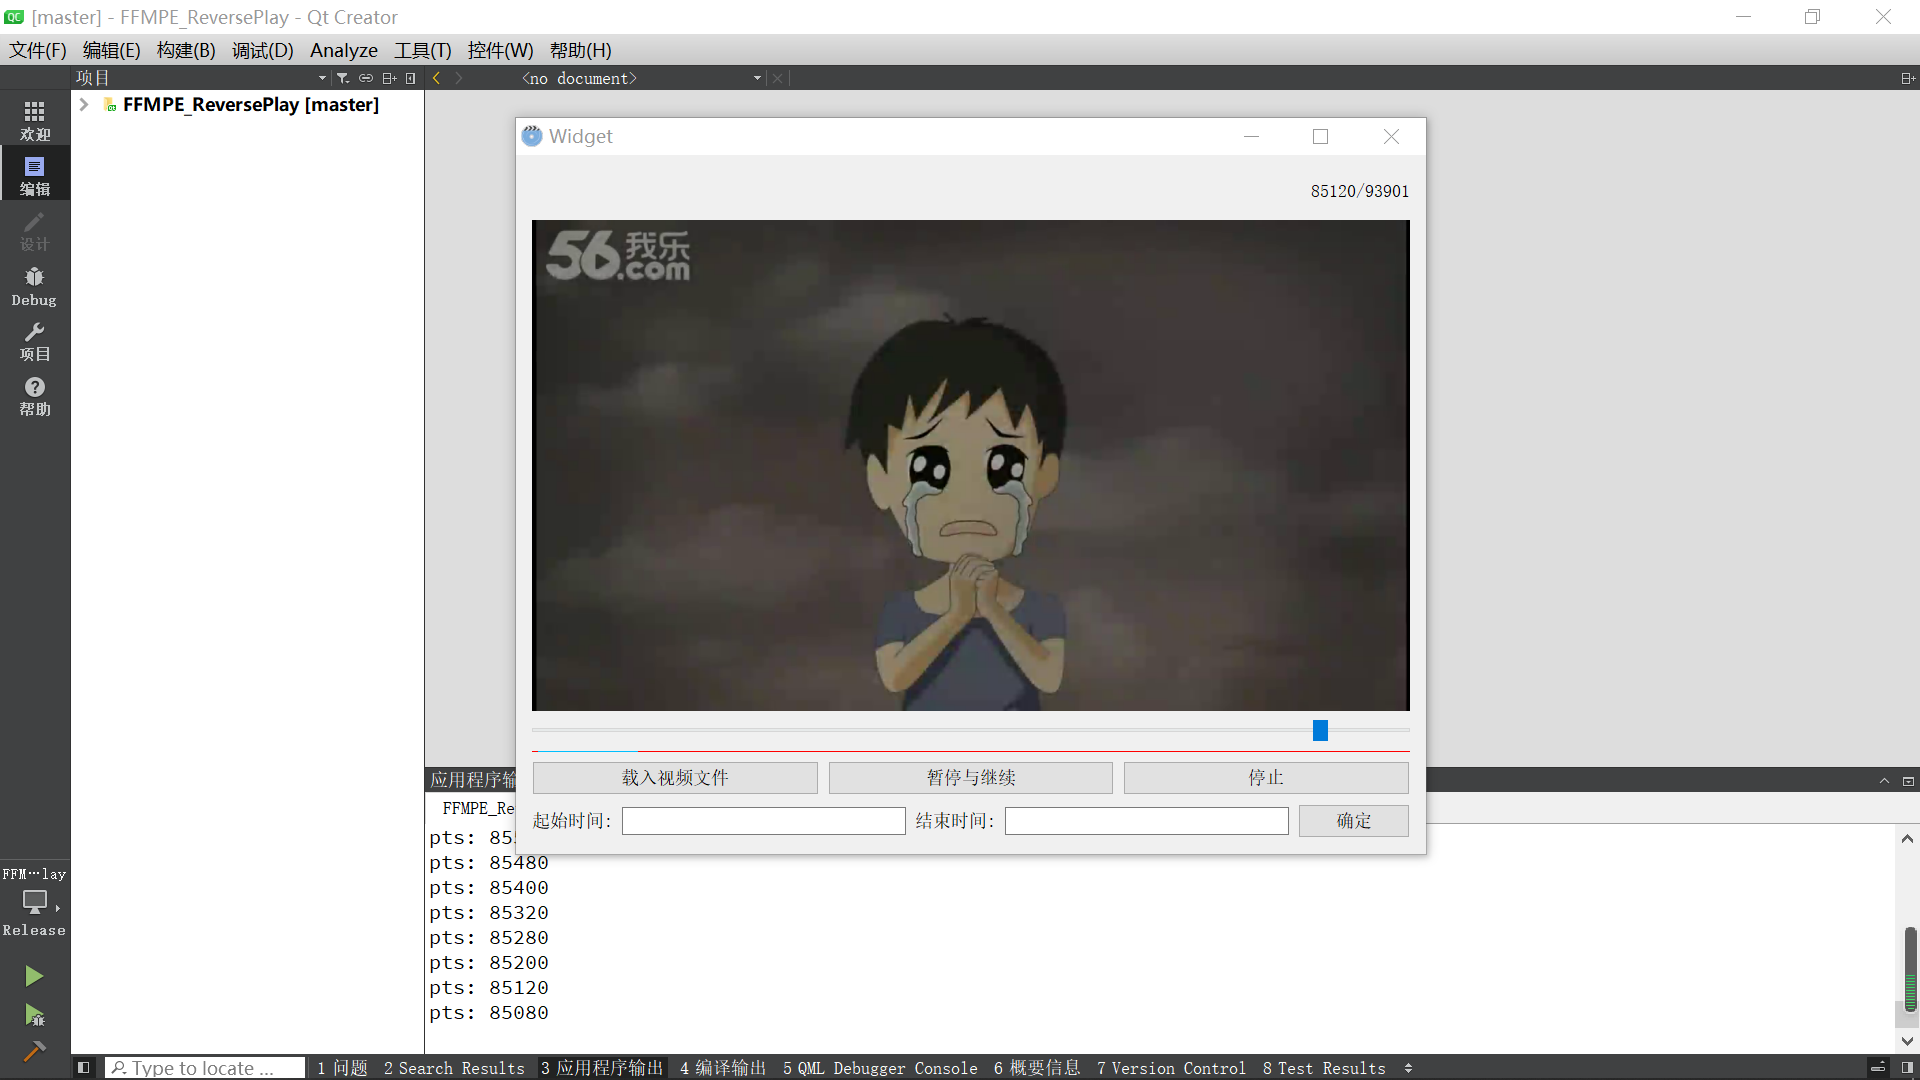 [master] - FFMPE_ReversePlay - Qt Creator
文件(F) 编辑(E) 构建(B) 调试(D) Analyze 工具(T) 控件(W) 帮助(H)
项目
<no document>
FFMPE_ReversePlay [master]
欢迎
编辑
设计
Debug
项目
帮助
Widget
85120/93901
56我乐
.com
载入视频文件 暂停与继续 停止
起始时间: 结束时间: 确定
应用程序输
FFMPE_Re
pts: 85
pts: 85480
pts: 85400
pts: 85320
pts: 85280
pts: 85200
pts: 85120
pts: 85080
FFM…lay
Release
Type to locate ...
1 问题 2 Search Results 3 应用程序输出 4 编译输出 5 QML Debugger Console 6 概要信息 7 Version Control 8 Test Results